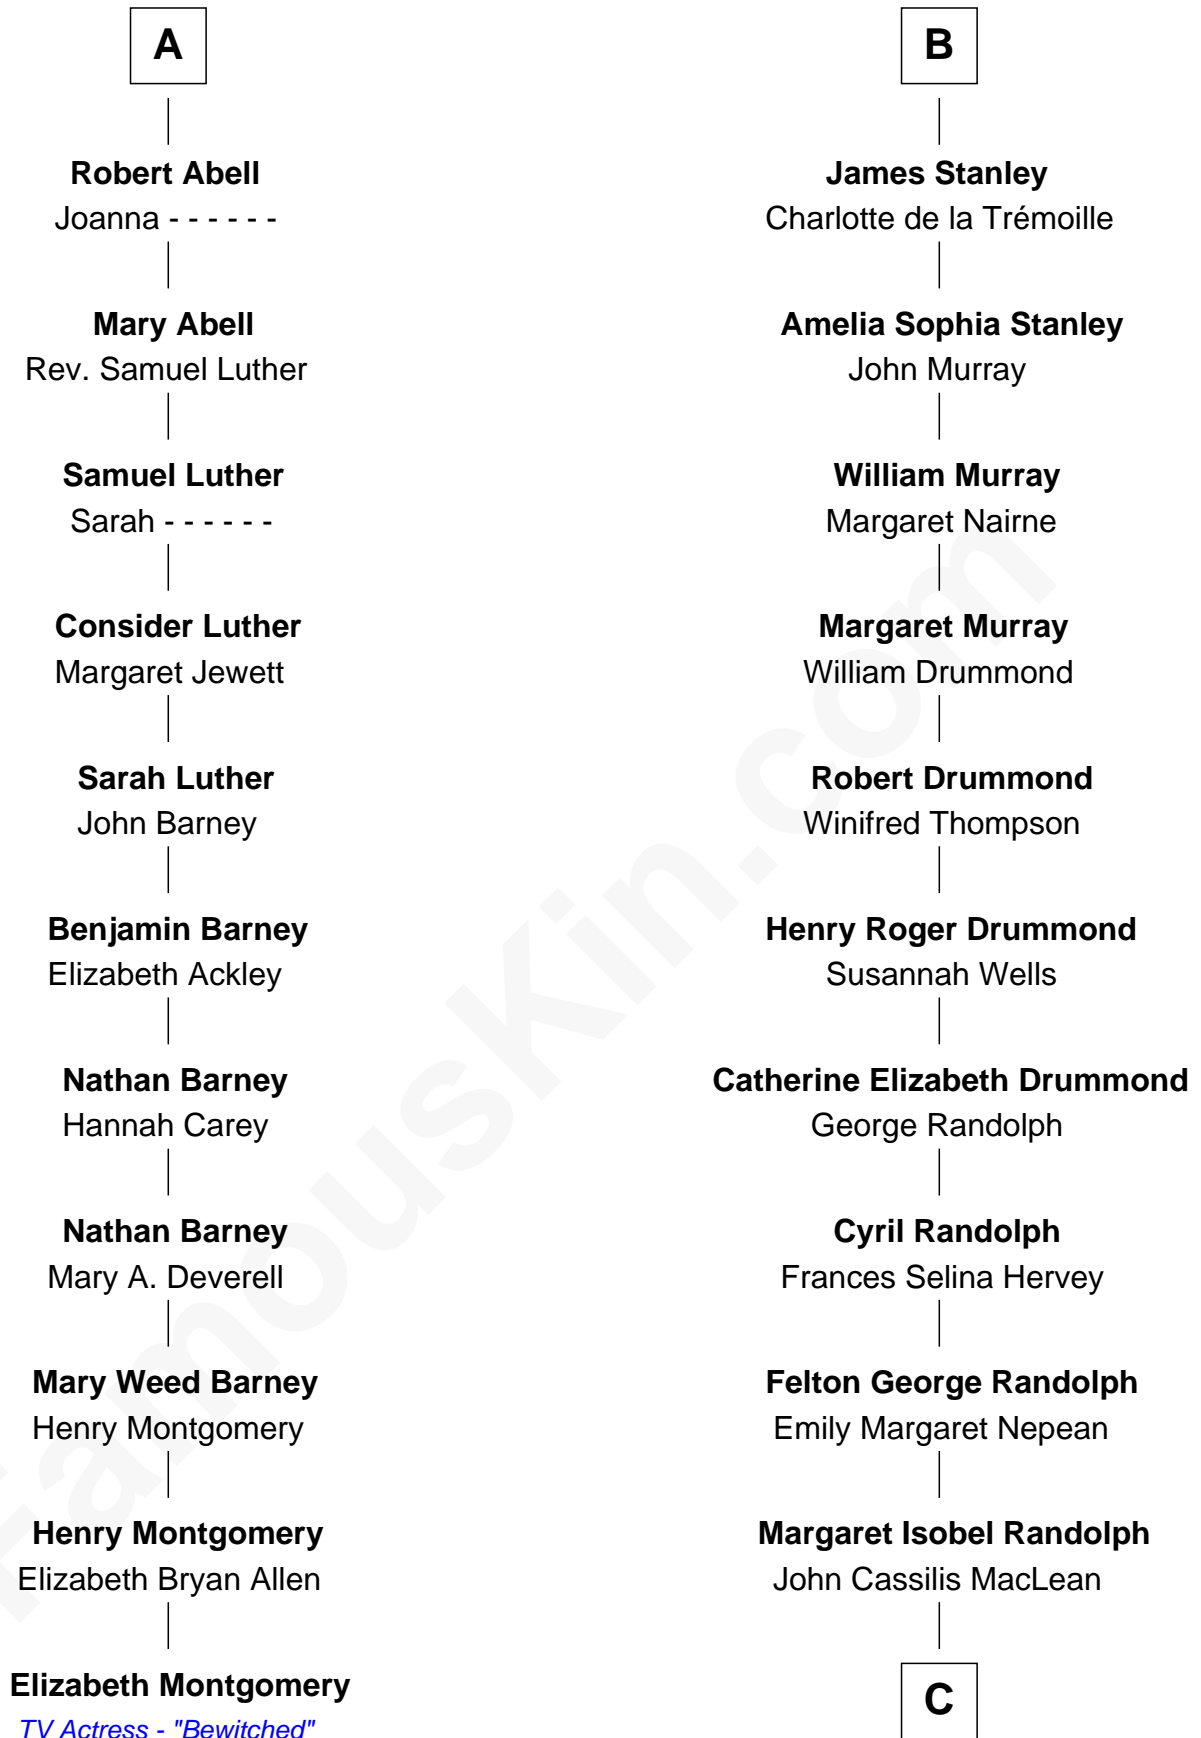 A
Robert Abell
Joanna - - - - - -
Mary Abell
Rev. Samuel Luther
Samuel Luther
Sarah - - - - - -
Consider Luther
Margaret Jewett
Sarah Luther
John Barney
Benjamin Barney
Elizabeth Ackley
Nathan Barney
Hannah Carey
Nathan Barney
Mary A. Deverell
Mary Weed Barney
Henry Montgomery
Henry Montgomery
Elizabeth Bryan Allen
Elizabeth Montgomery
TV Actress - "Bewitched"
B
James Stanley
Charlotte de la Trémoille
Amelia Sophia Stanley
John Murray
William Murray
Margaret Nairne
Margaret Murray
William Drummond
Robert Drummond
Winifred Thompson
Henry Roger Drummond
Susannah Wells
Catherine Elizabeth Drummond
George Randolph
Cyril Randolph
Frances Selina Hervey
Felton George Randolph
Emily Margaret Nepean
Margaret Isobel Randolph
John Cassilis MacLean
C
FamousKin.com